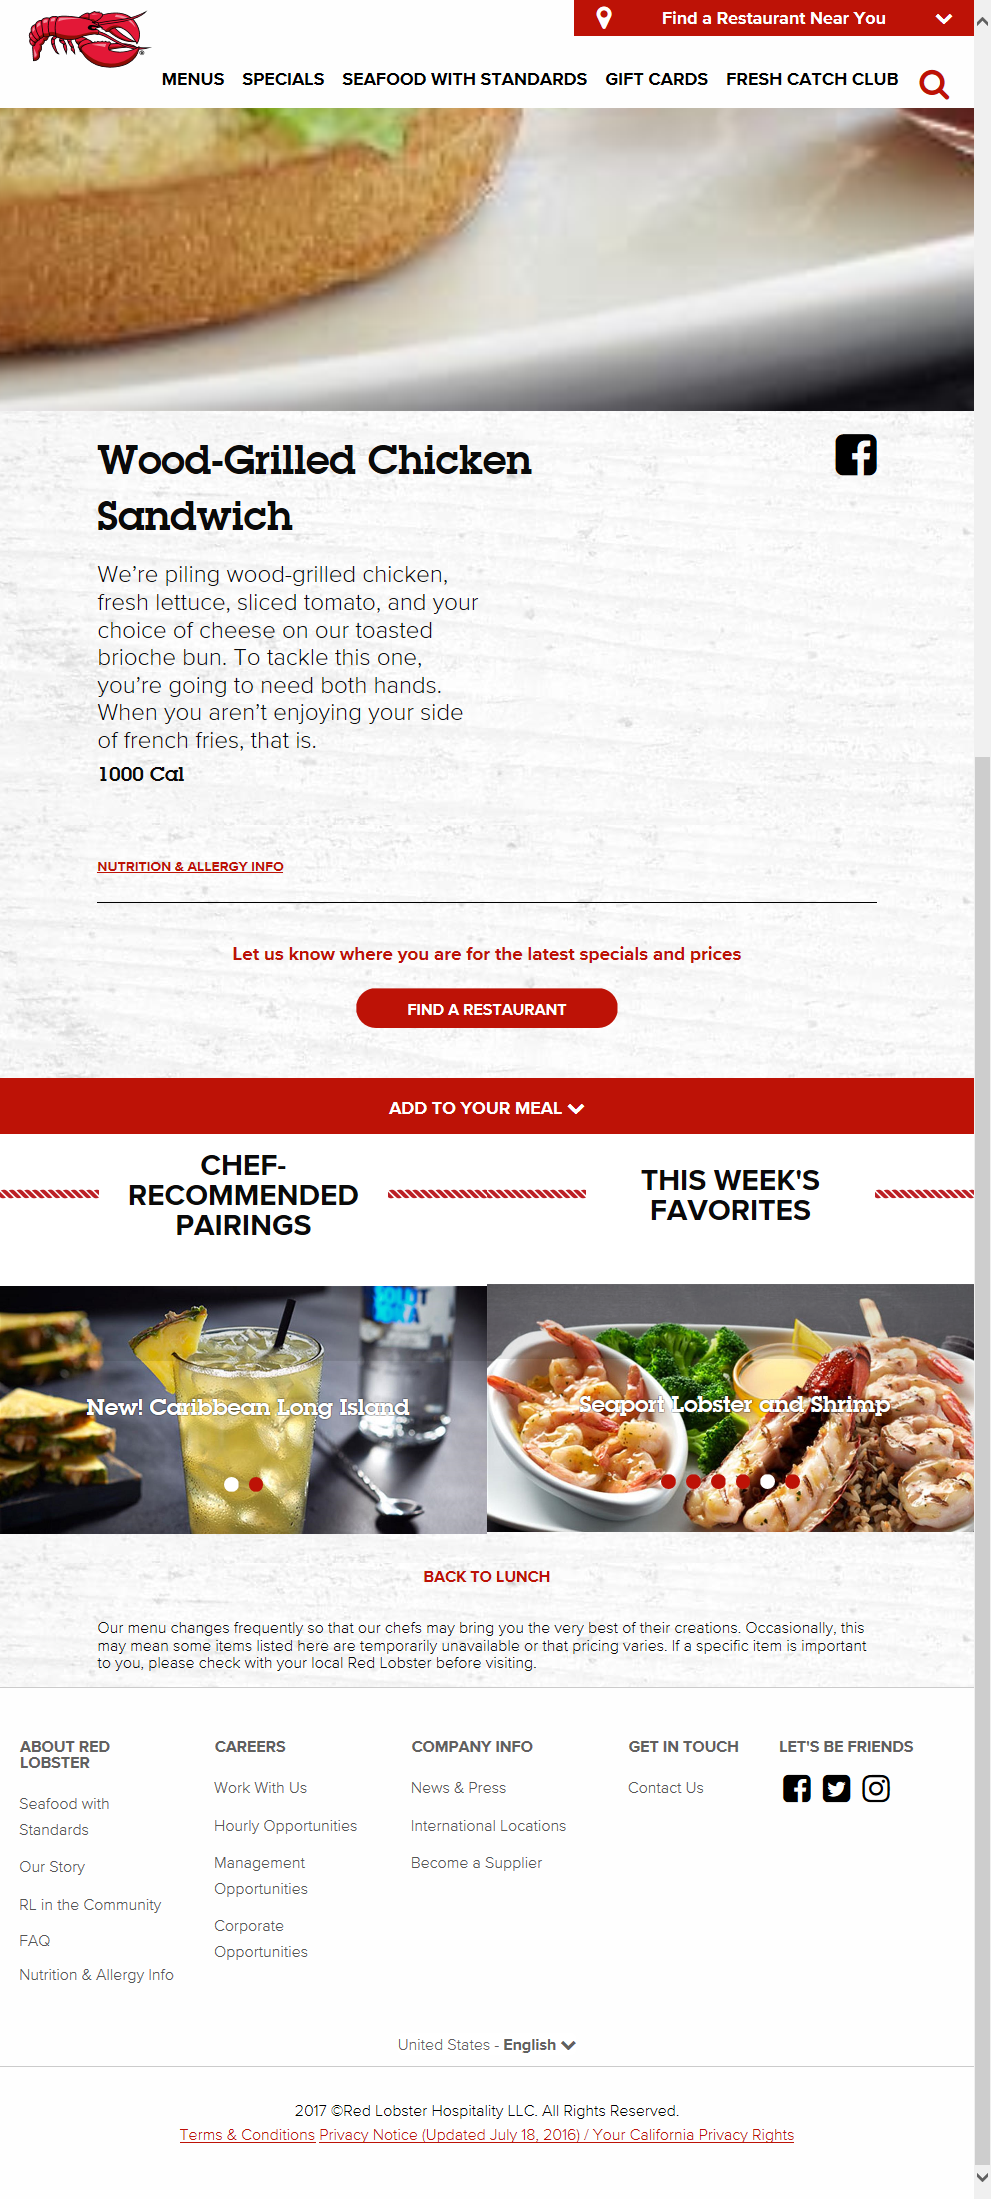 Find a Restaurant Near You
MENUS SPECIALS SEAFOOD WITH STANDARDS GIFT CARDS FRESH CATCH CLUB
Wood-Grilled Chicken
Sandwich
We're piling wood-grilled chicken,
fresh lettuce, sliced tomato, and your
choice of cheese on our toasted
brioche bun. To tackle this one,
you're going to need both hands.
When you aren't enjoying your side
of french fries, that is.
1000 Cal
NUTRITION & ALLERGY INFO
Let us know where you are for the latest specials and prices
FIND A RESTAURANT
ADD TO YOUR MEAL
CHEF-
RECOMMENDED
PAIRINGS
THIS WEEK'S
FAVORITES
New! Caribbean Long Island
Seaport Lobster and Shrimp
BACK TO LUNCH
Our menu changes frequently so that our chefs may bring you the very best of their creations. Occasionally, this
may mean some items listed here are temporarily unavailable or that pricing varies. If a specific item is important
to you, please check with your local Red Lobster before visiting.
ABOUT RED
LOBSTER
Seafood with
Standards
Our Story
RL in the Community
FAQ
Nutrition & Allergy Info
CAREERS
Work With Us
Hourly Opportunities
Management
Opportunities
Corporate
Opportunities
COMPANY INFO
News & Press
International Locations
Become a Supplier
GET IN TOUCH
Contact Us
LET'S BE FRIENDS
United States - English
2017 ©Red Lobster Hospitality LLC. All Rights Reserved.
Terms & Conditions Privacy Notice (Updated July 18, 2016) / Your California Privacy Rights